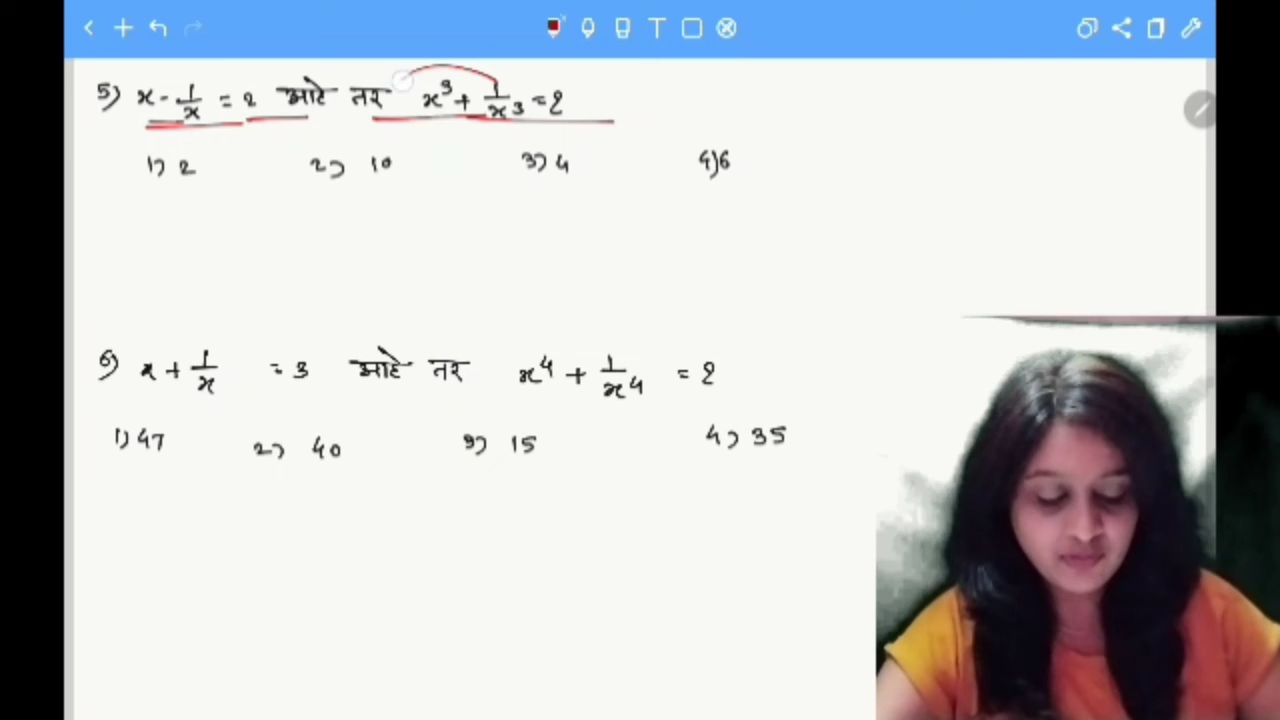 5) x - 1/x = 2 आहे तर x³ + 1/x³ = ?
1) 2 2) 10 3) 4 4) 6
6) x + 1/x = 3 आहे तर x⁴ + 1/x⁴ = ?
1) 47 2) 40 3) 15 4) 35